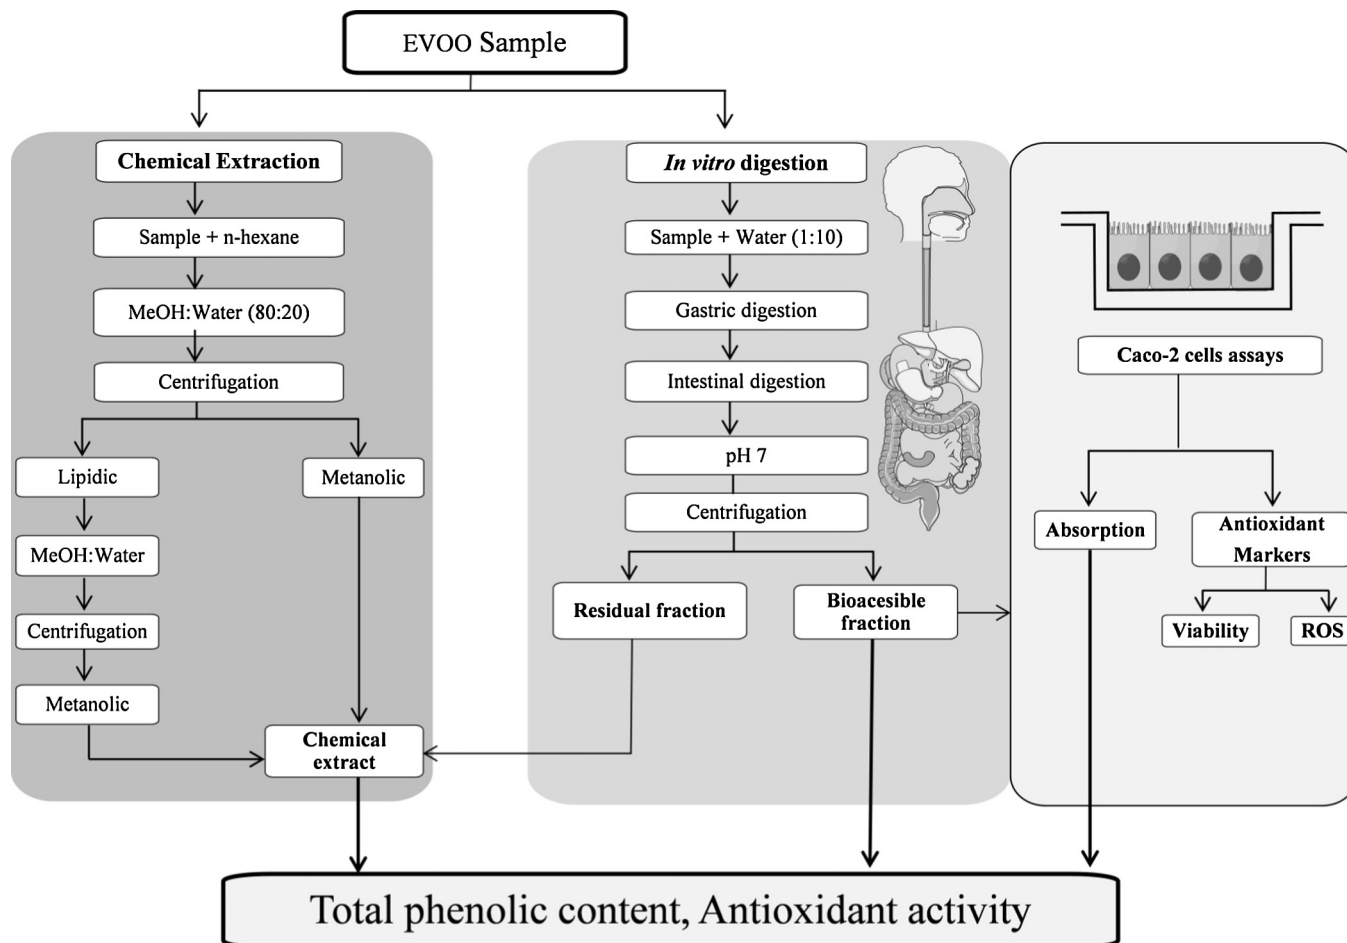 EVOO Sample
Chemical Extraction
Sample + n-hexane
MeOH:Water (80:20)
Centrifugation
Lipidic
Metanolic
MeOH:Water
Centrifugation
Metanolic
Chemical
extract
In vitro digestion
Sample + Water (1:10)
Gastric digestion
Intestinal digestion
pH 7
Centrifugation
Residual fraction
Bioacesible
fraction
Caco-2 cells assays
Absorption
Antioxidant
Markers
Viability
ROS
Total phenolic content, Antioxidant activity